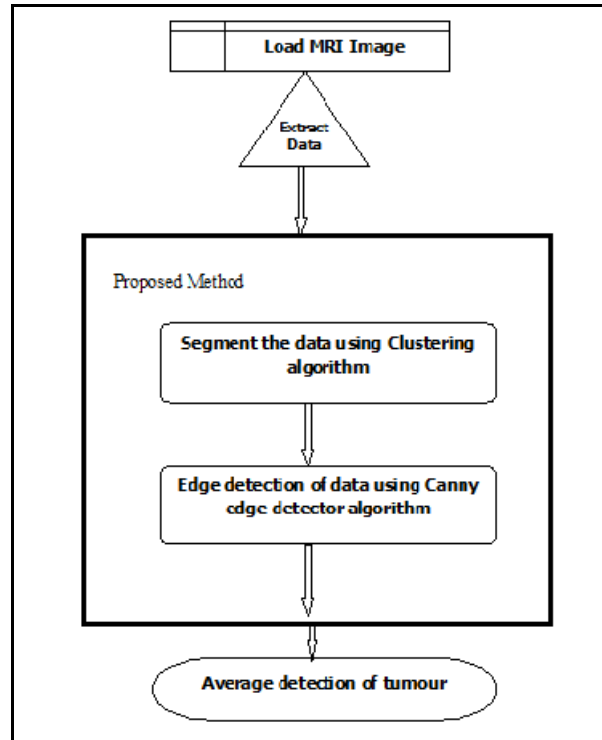 Load MRI Image
Extract
Data
Proposed Method
Segment the data using Clustering
algorithm
Edge detection of data using Canny
edge detector algorithm
Average detection of tumour